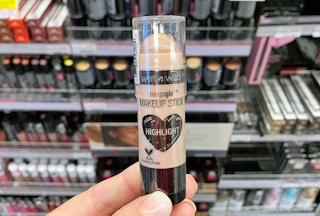 wet n wild
megaglo
MAKEUP STICK
HIGHLIGHT